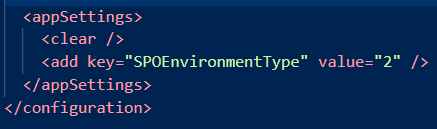 <appSettings>
<clear />
<add key="SPOEnvironmentType" value="2" />
</appSettings>
</configuration>